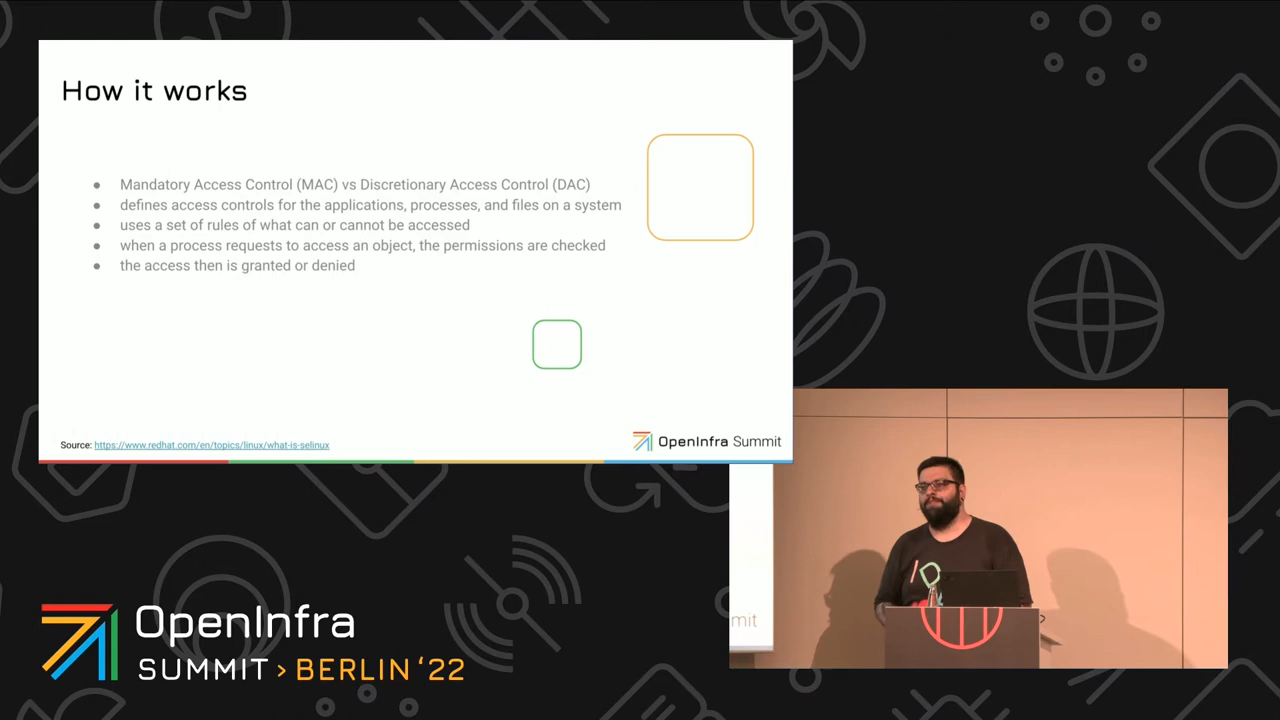 How it works
● Mandatory Access Control (MAC) vs Discretionary Access Control (DAC)
● defines access controls for the applications, processes, and files on a system
● uses a set of rules of what can or cannot be accessed
● when a process requests to access an object, the permissions are checked
● the access then is granted or denied
Source: https://www.redhat.com/en/topics/linux/what-is-selinux
OpenInfra Summit
mit
OpenInfra
SUMMIT > BERLIN ‘22